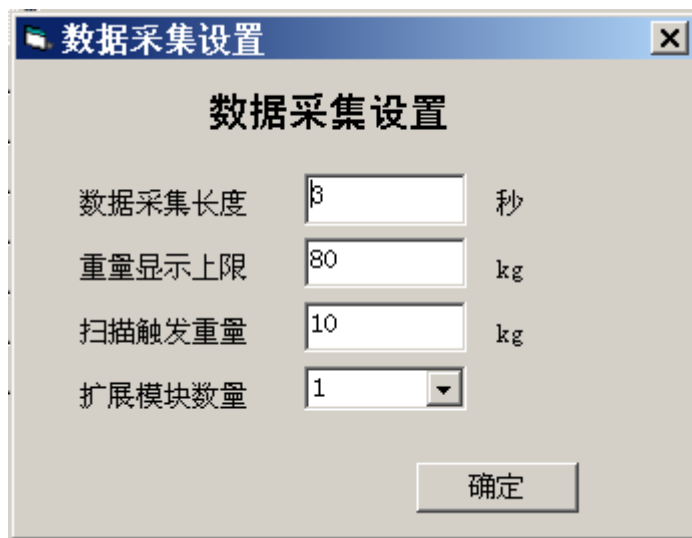 数据采集设置
数据采集设置
数据采集长度 3 秒
重量显示上限 80 kg
扫描触发重量 10 kg
扩展模块数量 1
确定